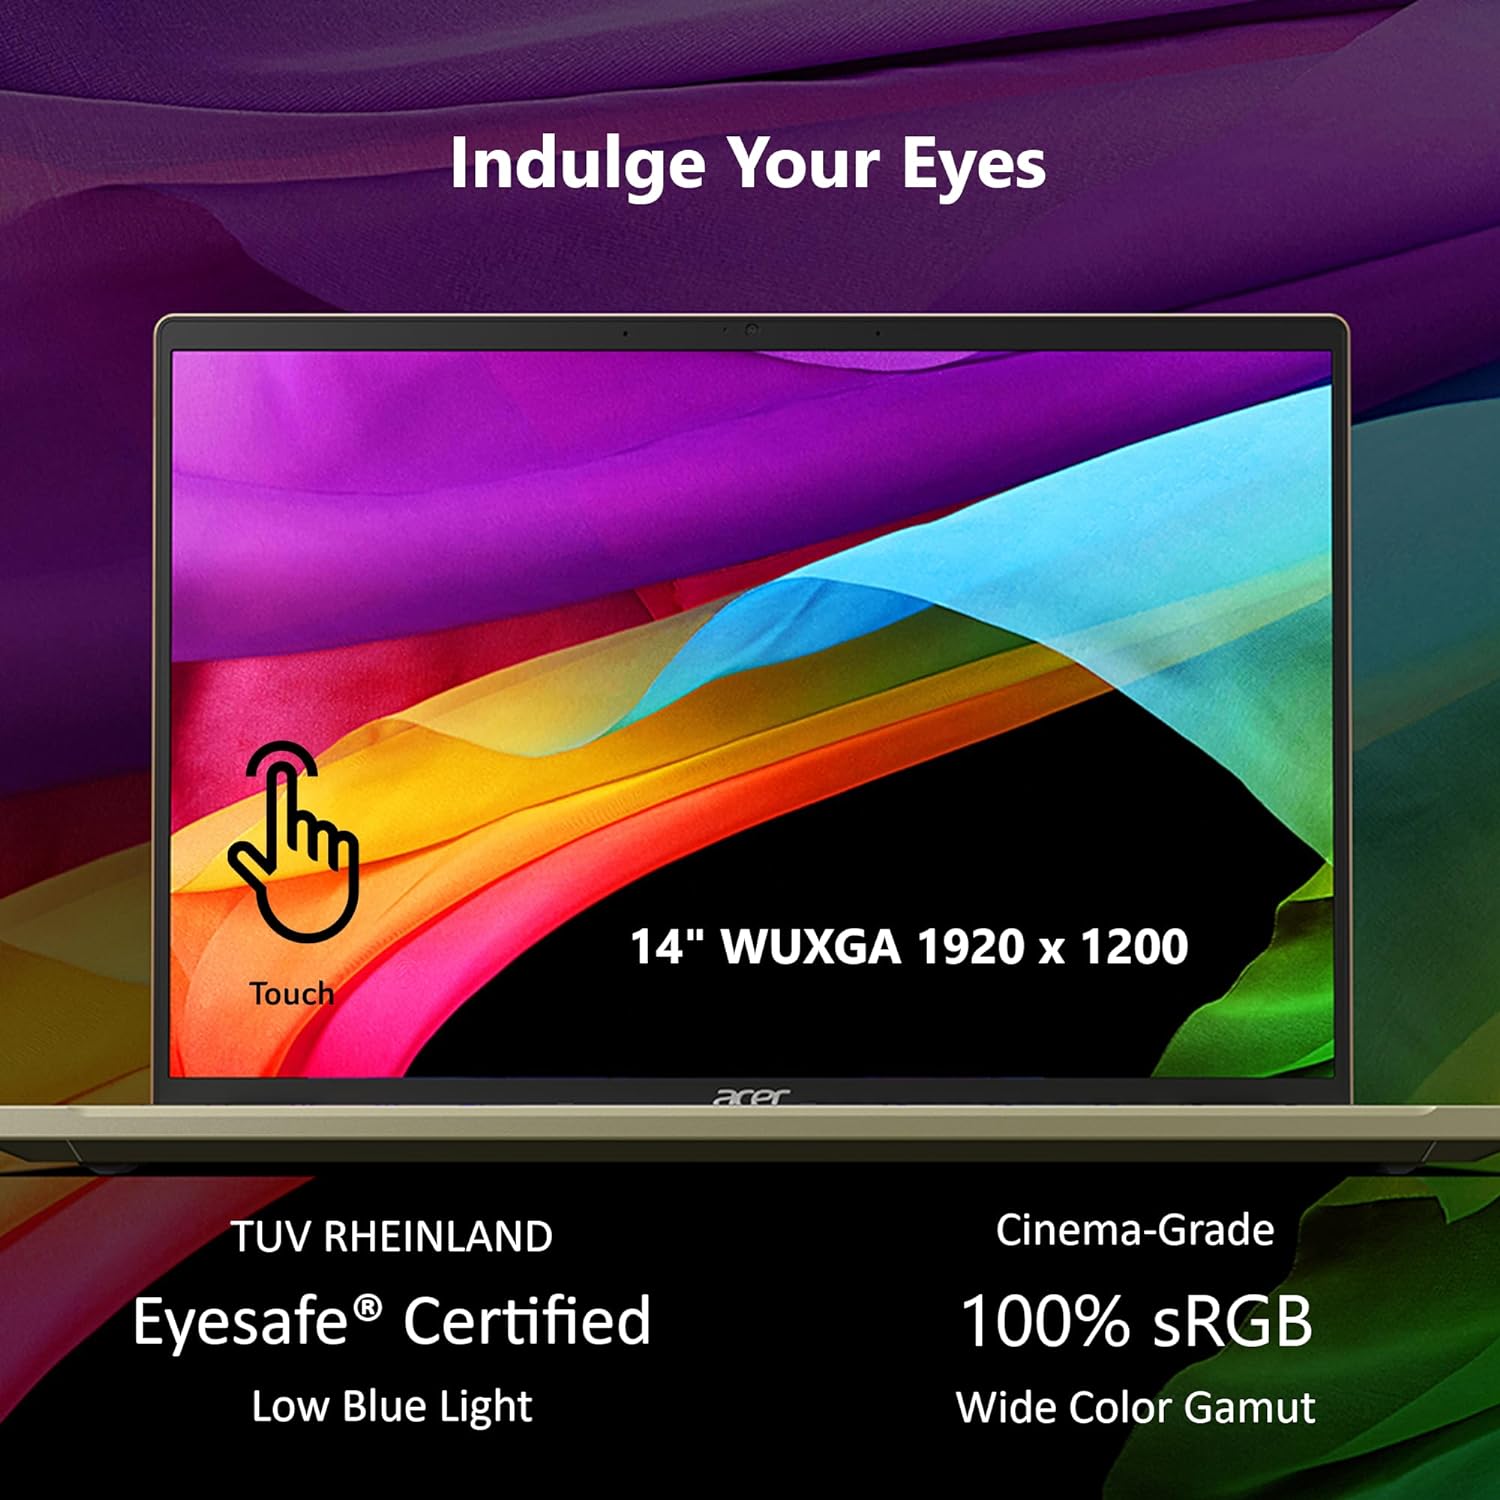 Indulge Your Eyes
Touch
14" WUXGA 1920 x 1200
acer
TUV RHEINLAND
Eyesafe® Certified
Low Blue Light
Cinema-Grade
100% sRGB
Wide Color Gamut